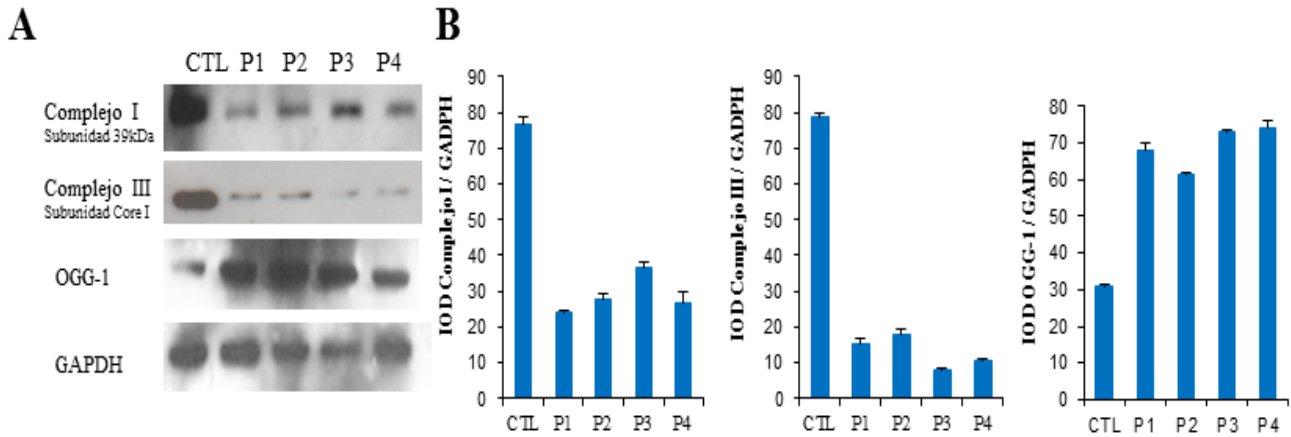 A
CTL P1 P2 P3 P4
Complejo I
Subunidad 39kDa
Complejo III
Subunidad Core I
OGG-1
GAPDH
B
IOD Complejo I / GADPH
90
80
70
60
50
40
30
20
10
0
CTL P1 P2 P3 P4
IOD Complejo III / GADPH
90
80
70
60
50
40
30
20
10
0
CTL P1 P2 P3 P4
IOD OGG-1 / GADPH
80
70
60
50
40
30
20
10
0
CTL P1 P2 P3 P4